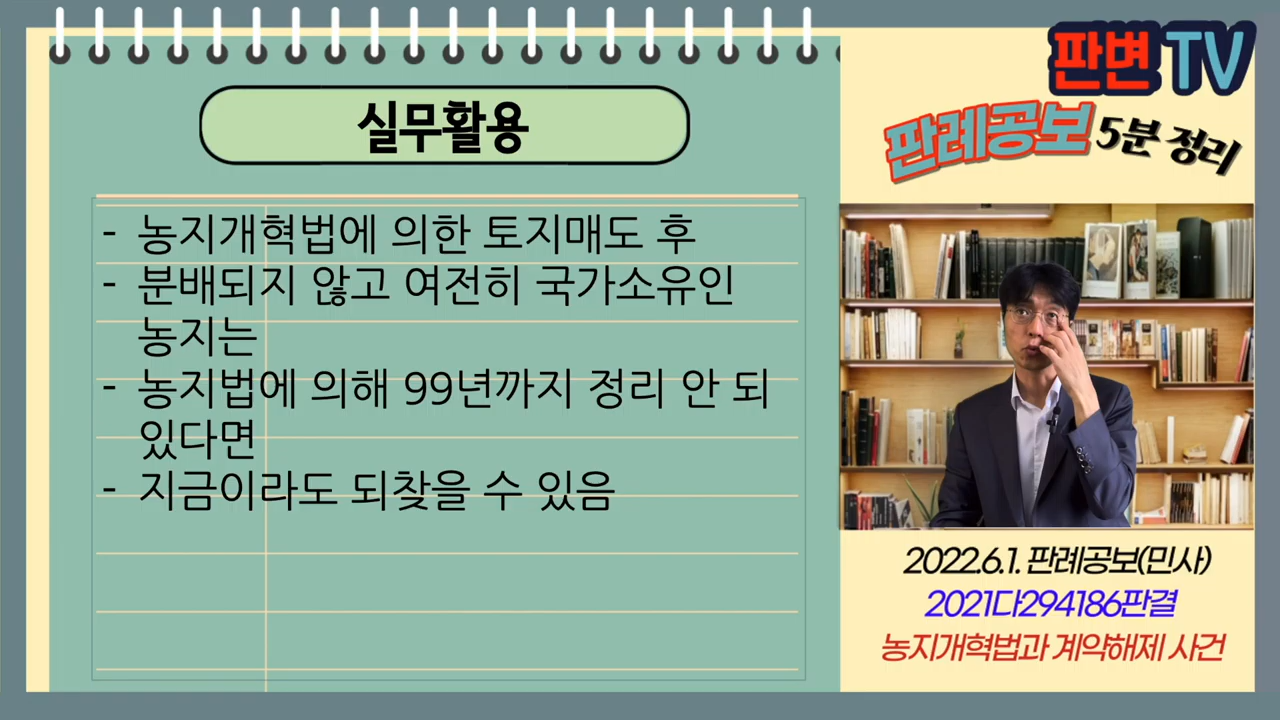 판변 TV
판례공보 5분 정리
실무활용
- 농지개혁법에 의한 토지매도 후
- 분배되지 않고 여전히 국가소유인
농지는
- 농지법에 의해 99년까지 정리 안 되
있다면
- 지금이라도 되찾을 수 있음
2022.6.1. 판례공보(민사)
2021다294186판결
농지개혁법과 계약해제 사건